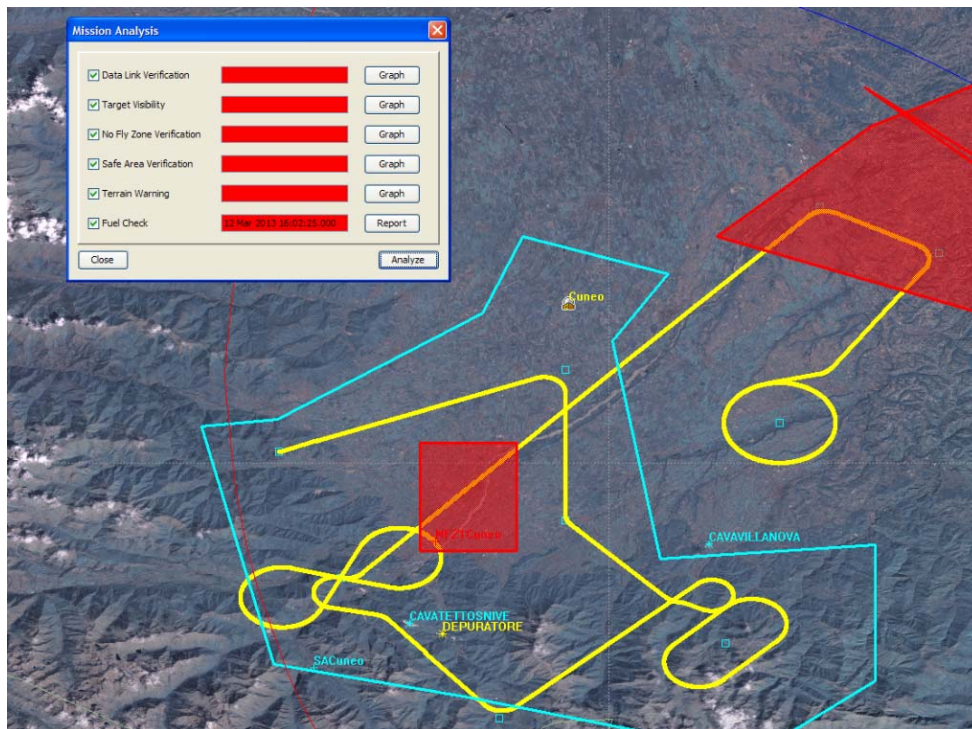 Mission Analysis
Data Link Verification Graph
Target Visibility Graph
No Fly Zone Verification Graph
Safe Area Verification Graph
Terrain Warning Graph
Fuel Check 12 Mar 2013 16:02:25.000 Report
Close Analyze
Cuneo
NFZTCuneo
CAVAVILLANOVA
CAVATETTOSNIVE
DEPURATORE
SACuneo